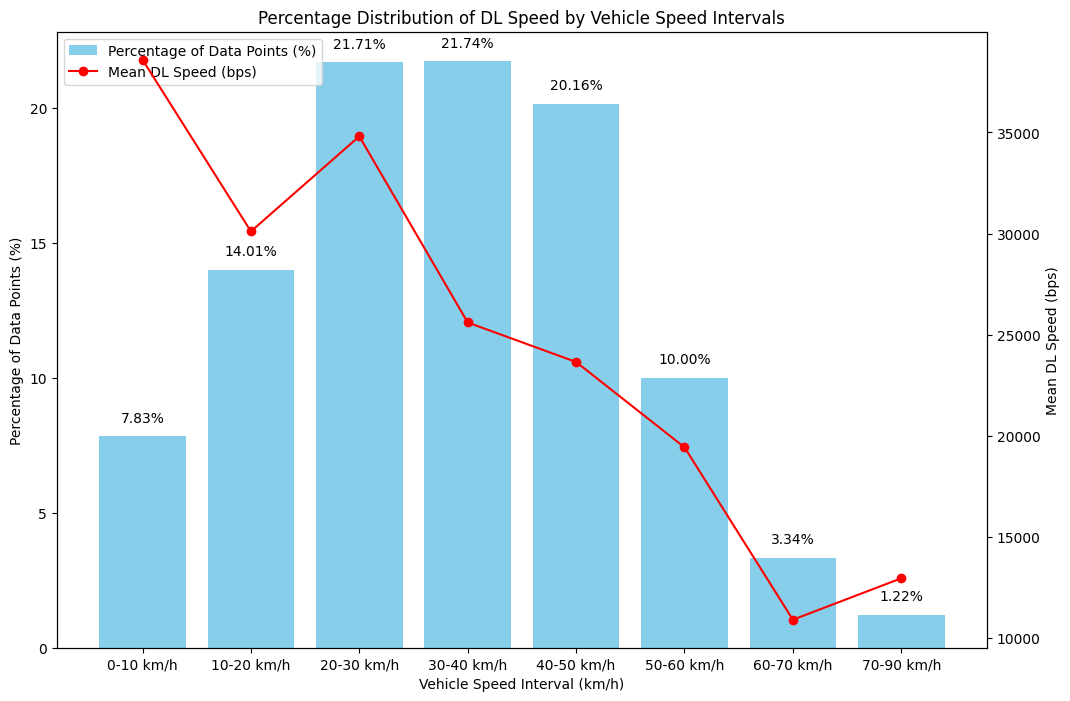 Percentage Distribution of DL Speed by Vehicle Speed Intervals
Percentage of Data Points (%)
Mean DL Speed (bps)
21.71%
21.74%
20.16%
14.01%
10.00%
7.83%
3.34%
1.22%
20
15
10
5
0
Percentage of Data Points (%)
35000
30000
25000
20000
15000
10000
Mean DL Speed (bps)
0-10 km/h
10-20 km/h
20-30 km/h
30-40 km/h
40-50 km/h
50-60 km/h
60-70 km/h
70-90 km/h
Vehicle Speed Interval (km/h)